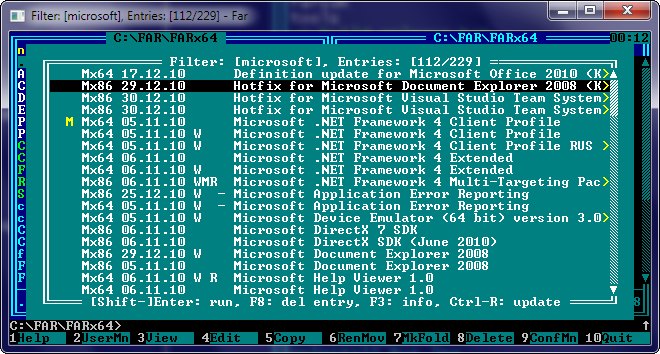 Filter: [microsoft], Entries: [112/229] - Far
C:\FAR\FARx64 C:\FAR\FARx64 00:12
Filter: [microsoft], Entries: [112/229]
Mx64 17.12.10 Definition update for Microsoft Office 2010 (K>
Mx86 29.12.10 Hotfix for Microsoft Document Explorer 2008 (K>
Mx86 30.12.10 Hotfix for Microsoft Visual Studio Team System>
Mx86 30.12.10 Hotfix for Microsoft Visual Studio Team System>
M Mx64 05.11.10 Microsoft .NET Framework 4 Client Profile
Mx64 05.11.10 W Microsoft .NET Framework 4 Client Profile
Mx64 05.11.10 W Microsoft .NET Framework 4 Client Profile RUS >
Mx64 06.11.10 Microsoft .NET Framework 4 Extended
Mx64 06.11.10 W Microsoft .NET Framework 4 Extended
Mx86 06.11.10 WMR Microsoft .NET Framework 4 Multi-Targeting Pac>
Mx86 25.12.10 W - Microsoft Application Error Reporting
Mx64 05.11.10 W - Microsoft Application Error Reporting
Mx64 05.11.10 W Microsoft Device Emulator (64 bit) version 3.0>
Mx86 06.11.10 Microsoft DirectX 7 SDK
Mx86 06.11.10 Microsoft DirectX SDK (June 2010)
Mx86 29.12.10 W Microsoft Document Explorer 2008
Mx86 05.11.10 Microsoft Document Explorer 2008
Mx64 06.11.10 W R Microsoft Help Viewer 1.0
Mx64 06.11.10 Microsoft Help Viewer 1.0
[Shift-]Enter: run, F8: del entry, F3: info, Ctrl-R: update
C:\FAR\FARx64>
1Help 2UserMn 3View 4Edit 5Copy 6RenMov 7MkFold 8Delete 9ConfMn 10Quit